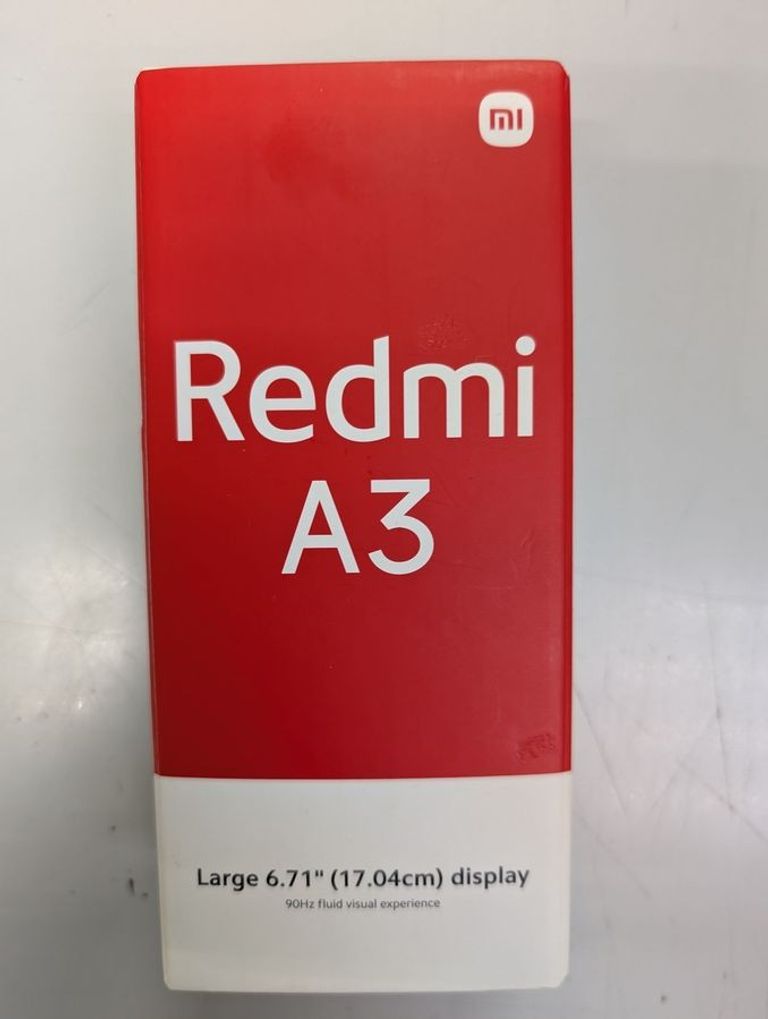 mi
Redmi
A3
Large 6.71" (17.04cm) display
90Hz fluid visual experience